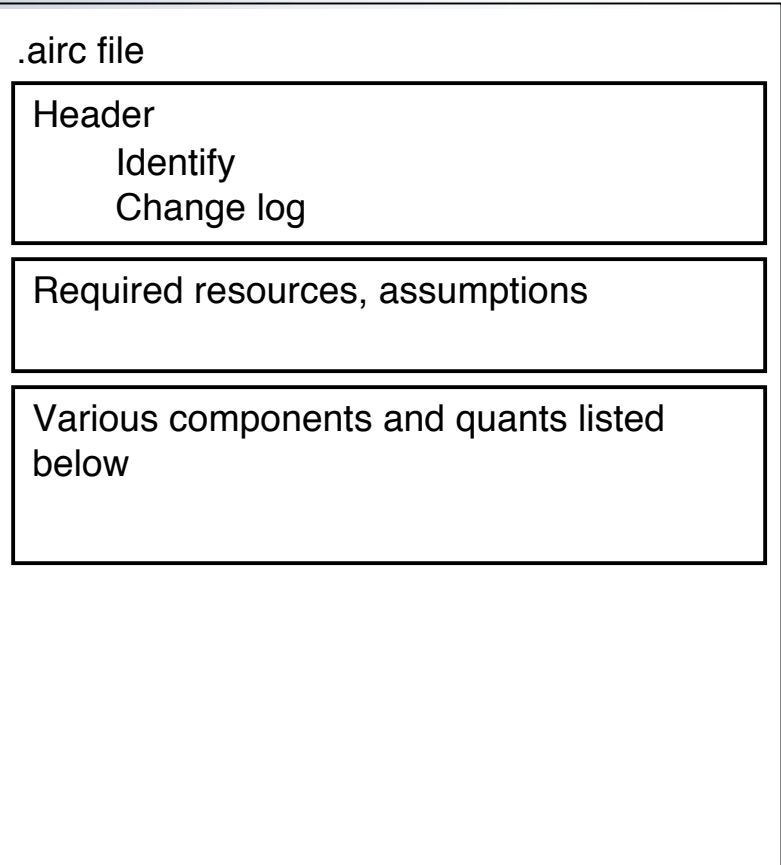 .airc file
Header
Identify
Change log
Required resources, assumptions
Various components and quants listed
below